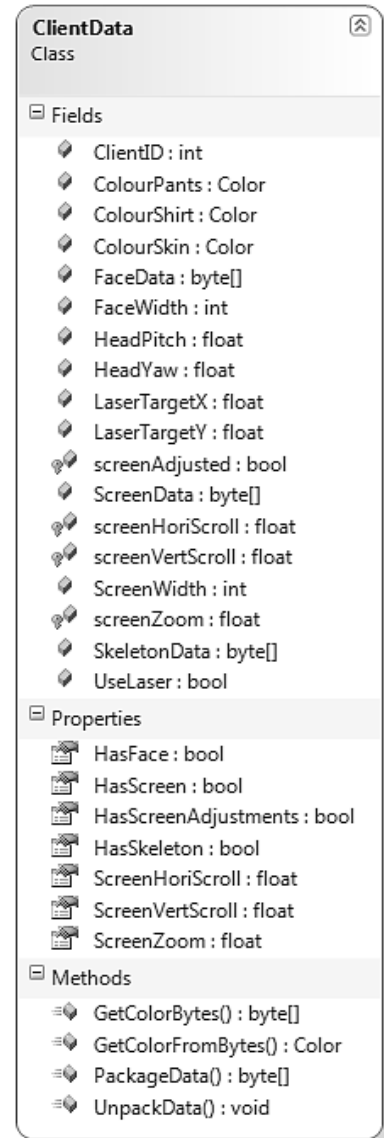 ClientData
Class
Fields
ClientID : int
ColourPants : Color
ColourShirt : Color
ColourSkin : Color
FaceData : byte[]
FaceWidth : int
HeadPitch : float
HeadYaw : float
LaserTargetX : float
LaserTargetY : float
screenAdjusted : bool
ScreenData : byte[]
screenHoriScroll : float
screenVertScroll : float
ScreenWidth : int
screenZoom : float
SkeletonData : byte[]
UseLaser : bool
Properties
HasFace : bool
HasScreen : bool
HasScreenAdjustments : bool
HasSkeleton : bool
ScreenHoriScroll : float
ScreenVertScroll : float
ScreenZoom : float
Methods
GetColorBytes() : byte[]
GetColorFromBytes() : Color
PackageData() : byte[]
UnpackData() : void